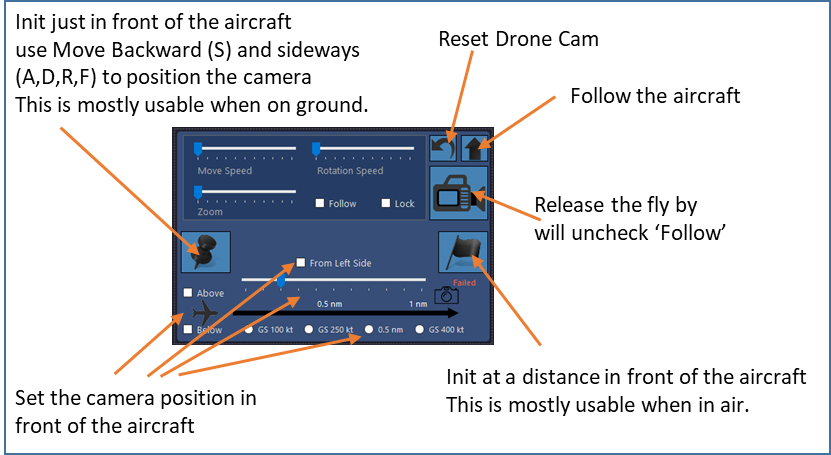 Init just in front of the aircraft
use Move Backward (S) and sideways
(A,D,R,F) to position the camera
This is mostly usable when on ground.
Reset Drone Cam
Follow the aircraft
Move Speed
Rotation Speed
Zoom
Follow
Lock
Release the fly by
will uncheck ‘Follow’
From Left Side
Failed
Above
0.5 nm
1 nm
Below
GS 100 kt
GS 250 kt
0.5 nm
GS 400 kt
Init at a distance in front of the aircraft
This is mostly usable when in air.
Set the camera position in
front of the aircraft